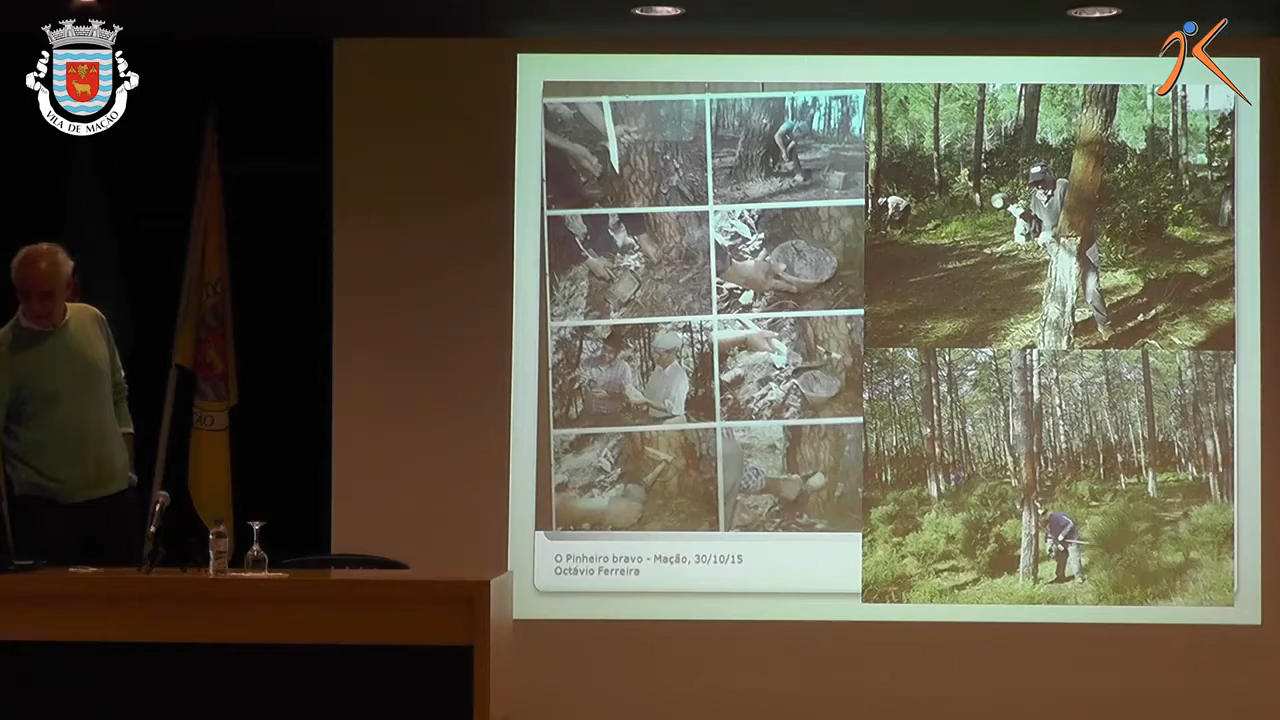 VILA DE MAÇÃO
O Pinheiro bravo - Mação, 30/10/15
Octávio Ferreira